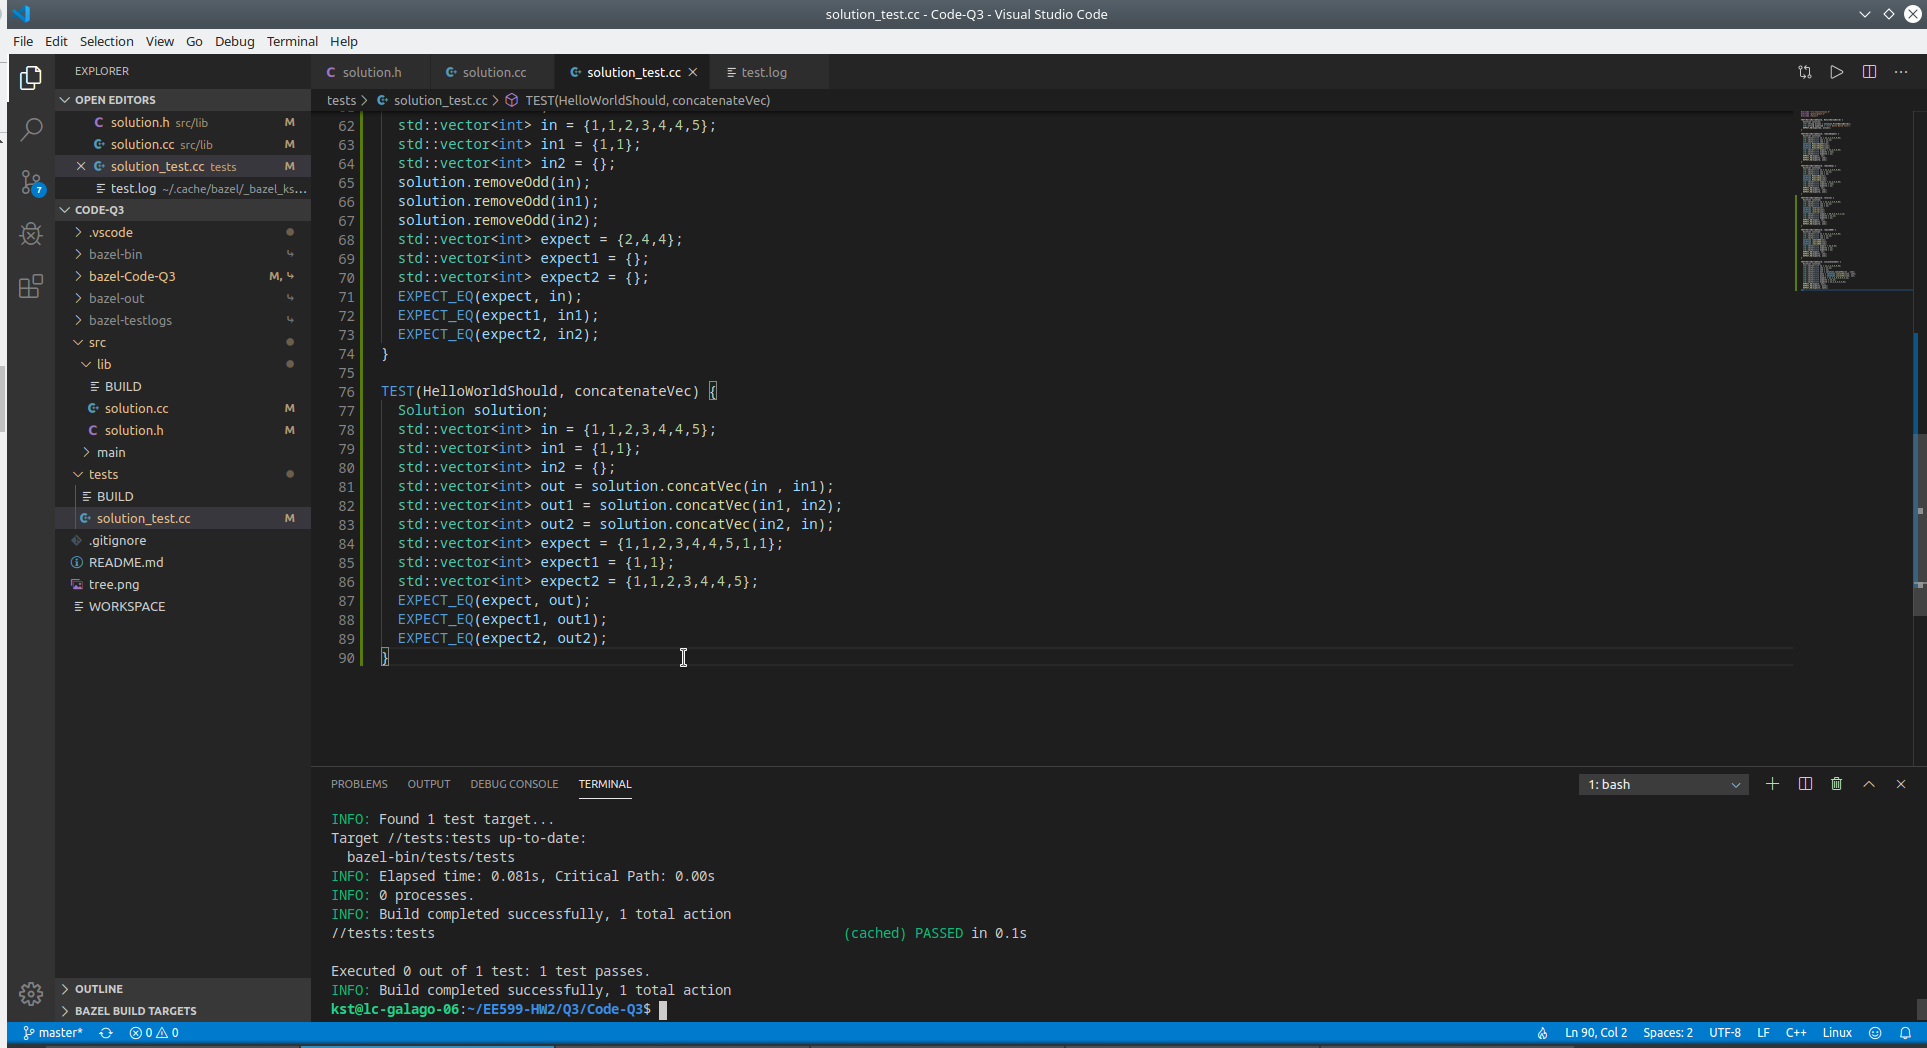 solution_test.cc - Code-Q3 - Visual Studio Code
File Edit Selection View Go Debug Terminal Help
EXPLORER
OPEN EDITORS
solution.h src/lib M
solution.cc src/lib M
solution_test.cc tests M
test.log ~/.cache/bazel/_bazel_ks...
7
CODE-Q3
.vscode
bazel-bin
bazel-Code-Q3 M,
bazel-out
bazel-testlogs
src
lib
BUILD
solution.cc M
solution.h M
main
tests
BUILD
solution_test.cc M
.gitignore
README.md
tree.png
WORKSPACE
OUTLINE
BAZEL BUILD TARGETS
solution.h solution.cc solution_test.cc test.log
tests > solution_test.cc > TEST(HelloWorldShould, concatenateVec)
62 std::vector<int> in = {1,1,2,3,4,4,5};
63 std::vector<int> in1 = {1,1};
64 std::vector<int> in2 = {};
65 solution.removeOdd(in);
66 solution.removeOdd(in1);
67 solution.removeOdd(in2);
68 std::vector<int> expect = {2,4,4};
69 std::vector<int> expect1 = {};
70 std::vector<int> expect2 = {};
71 EXPECT_EQ(expect, in);
72 EXPECT_EQ(expect1, in1);
73 EXPECT_EQ(expect2, in2);
74 }
75
76 TEST(HelloWorldShould, concatenateVec) {
77 Solution solution;
78 std::vector<int> in = {1,1,2,3,4,4,5};
79 std::vector<int> in1 = {1,1};
80 std::vector<int> in2 = {};
81 std::vector<int> out = solution.concatVec(in , in1);
82 std::vector<int> out1 = solution.concatVec(in1, in2);
83 std::vector<int> out2 = solution.concatVec(in2, in);
84 std::vector<int> expect = {1,1,2,3,4,4,5,1,1};
85 std::vector<int> expect1 = {1,1};
86 std::vector<int> expect2 = {1,1,2,3,4,4,5};
87 EXPECT_EQ(expect, out);
88 EXPECT_EQ(expect1, out1);
89 EXPECT_EQ(expect2, out2);
90 }
PROBLEMS OUTPUT DEBUG CONSOLE TERMINAL 1: bash
INFO: Found 1 test target...
Target //tests:tests up-to-date:
bazel-bin/tests/tests
INFO: Elapsed time: 0.081s, Critical Path: 0.00s
INFO: 0 processes.
INFO: Build completed successfully, 1 total action
//tests:tests (cached) PASSED in 0.1s
Executed 0 out of 1 test: 1 test passes.
INFO: Build completed successfully, 1 total action
kst@lc-galago-06:~/EE599-HW2/Q3/Code-Q3$
master* 0 0 Ln 90, Col 2 Spaces: 2 UTF-8 LF C++ Linux